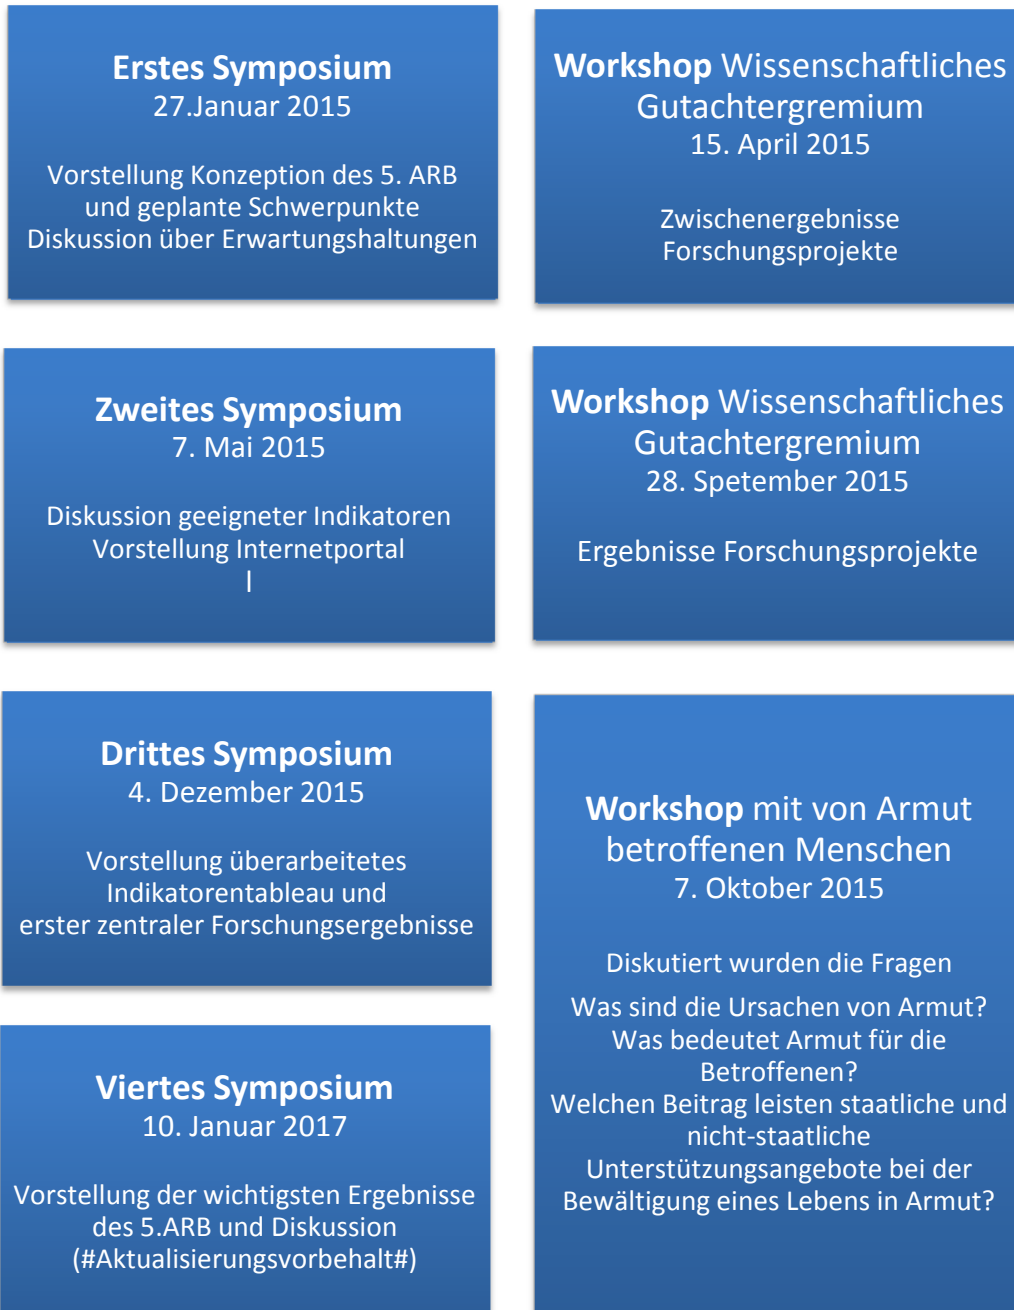 Erstes Symposium
27.Januar 2015
Vorstellung Konzeption des 5. ARB
und geplante Schwerpunkte
Diskussion über Erwartungshaltungen
Workshop Wissenschaftliches
Gutachtergremium
15. April 2015
Zwischenergebnisse
Forschungsprojekte
Zweites Symposium
7. Mai 2015
Diskussion geeigneter Indikatoren
Vorstellung Internetportal
l
Workshop Wissenschaftliches
Gutachtergremium
28. Spetember 2015
Ergebnisse Forschungsprojekte
Drittes Symposium
4. Dezember 2015
Vorstellung überarbeitetes
Indikatorentableau und
erster zentraler Forschungsergebnisse
Workshop mit von Armut
betroffenen Menschen
7. Oktober 2015
Diskutiert wurden die Fragen
Was sind die Ursachen von Armut?
Was bedeutet Armut für die
Betroffenen?
Welchen Beitrag leisten staatliche und
nicht-staatliche
Unterstützungsangebote bei der
Bewältigung eines Lebens in Armut?
Viertes Symposium
10. Januar 2017
Vorstellung der wichtigsten Ergebnisse
des 5.ARB und Diskussion
(#Aktualisierungsvorbehalt#)